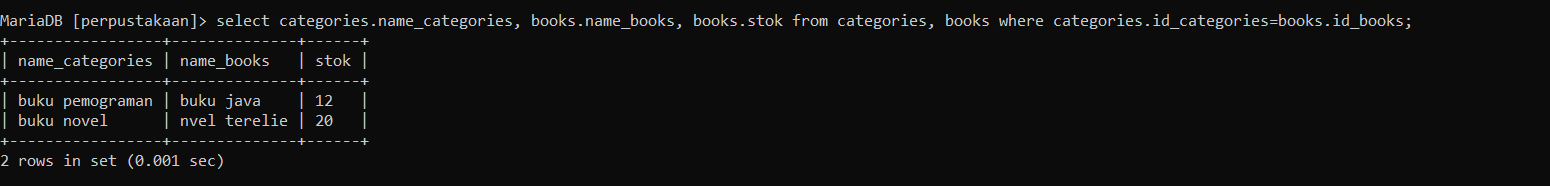 MariaDB [perpustakaan]> select categories.name_categories, books.name_books, books.stok from categories, books where categories.id_categories=books.id_books;
+-----------------+--------------+------+
| name_categories | name_books   | stok |
+-----------------+--------------+------+
| buku pemograman | buku java    | 12   |
| buku novel      | nvel terelie | 20   |
+-----------------+--------------+------+
2 rows in set (0.001 sec)